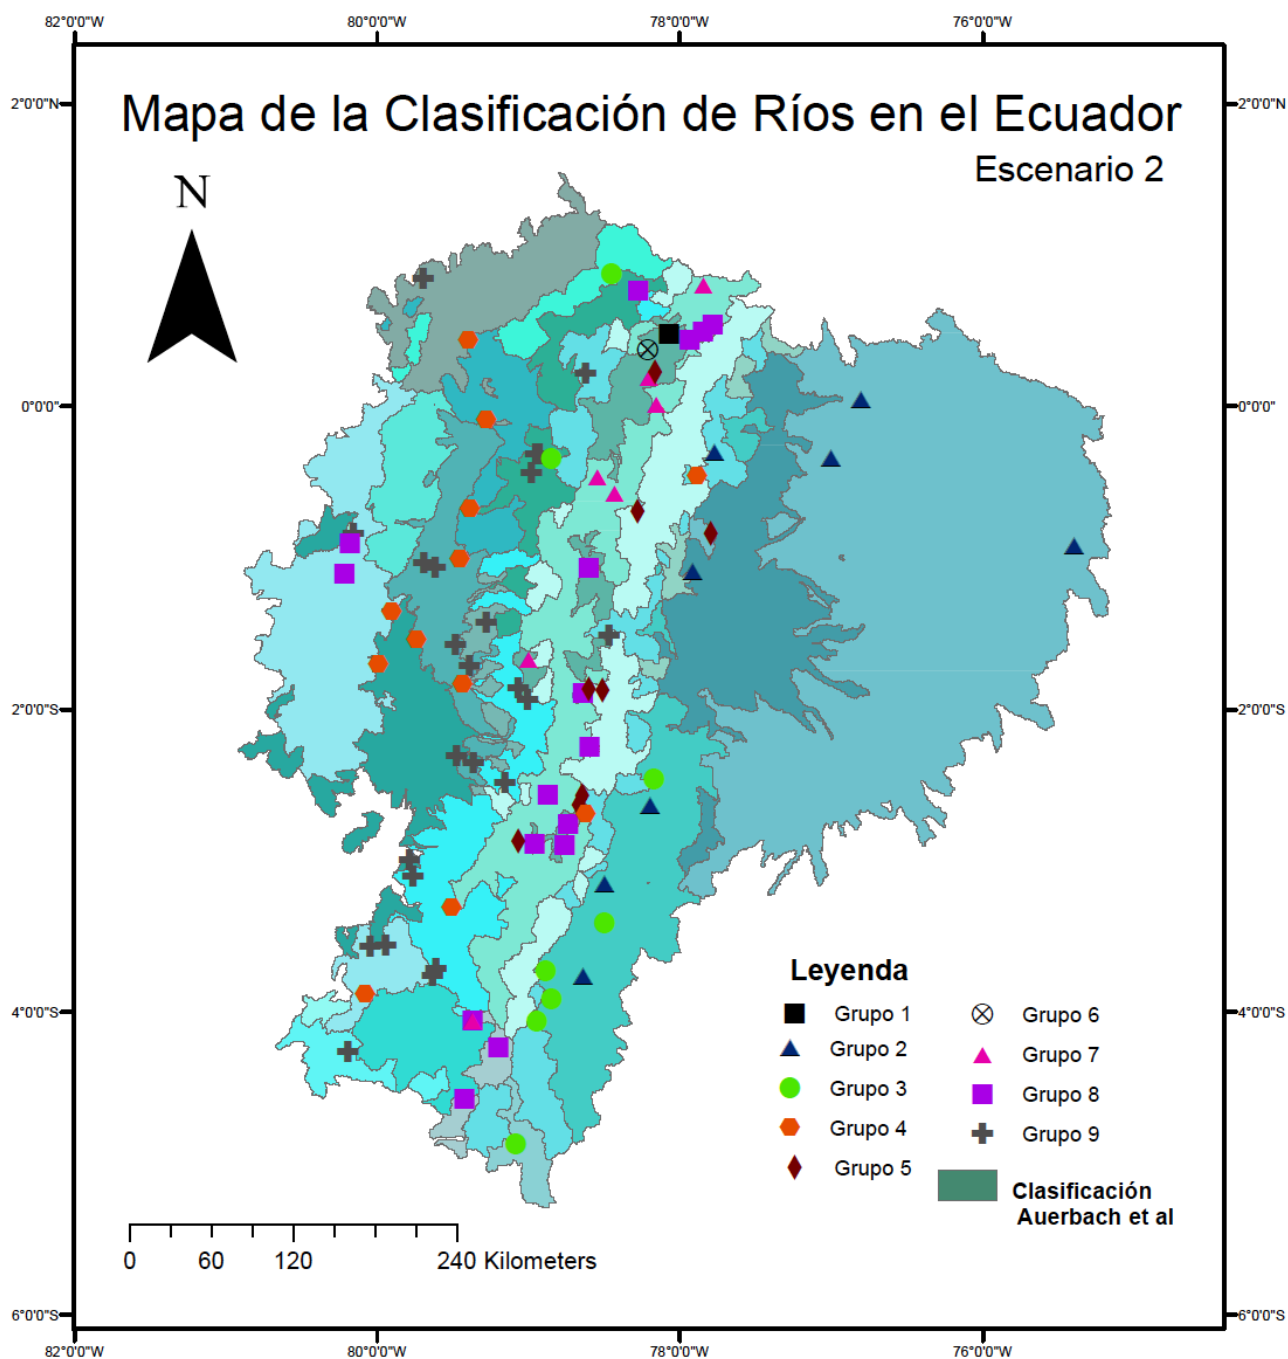 82°0'0"W 80°0'0"W 78°0'0"W 76°0'0"W
2°0'0"N 2°0'0"N
Mapa de la Clasificación de Ríos en el Ecuador
Escenario 2
N
0°0'0" 0°0'0"
2°0'0"S 2°0'0"S
4°0'0"S 4°0'0"S
6°0'0"S 6°0'0"S
Leyenda
Grupo 1
Grupo 2
Grupo 3
Grupo 4
Grupo 5
Grupo 6
Grupo 7
Grupo 8
Grupo 9
Clasificación
Auerbach et al
0 60 120 240 Kilometers
82°0'0"W 80°0'0"W 78°0'0"W 76°0'0"W